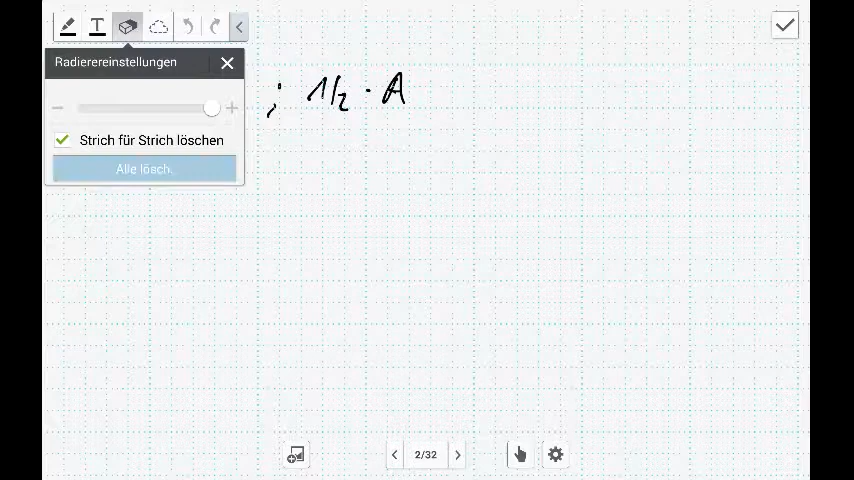 T
Radierereinstellungen
; 1/2 · A
Strich für Strich löschen
Alle lösch.
2/32